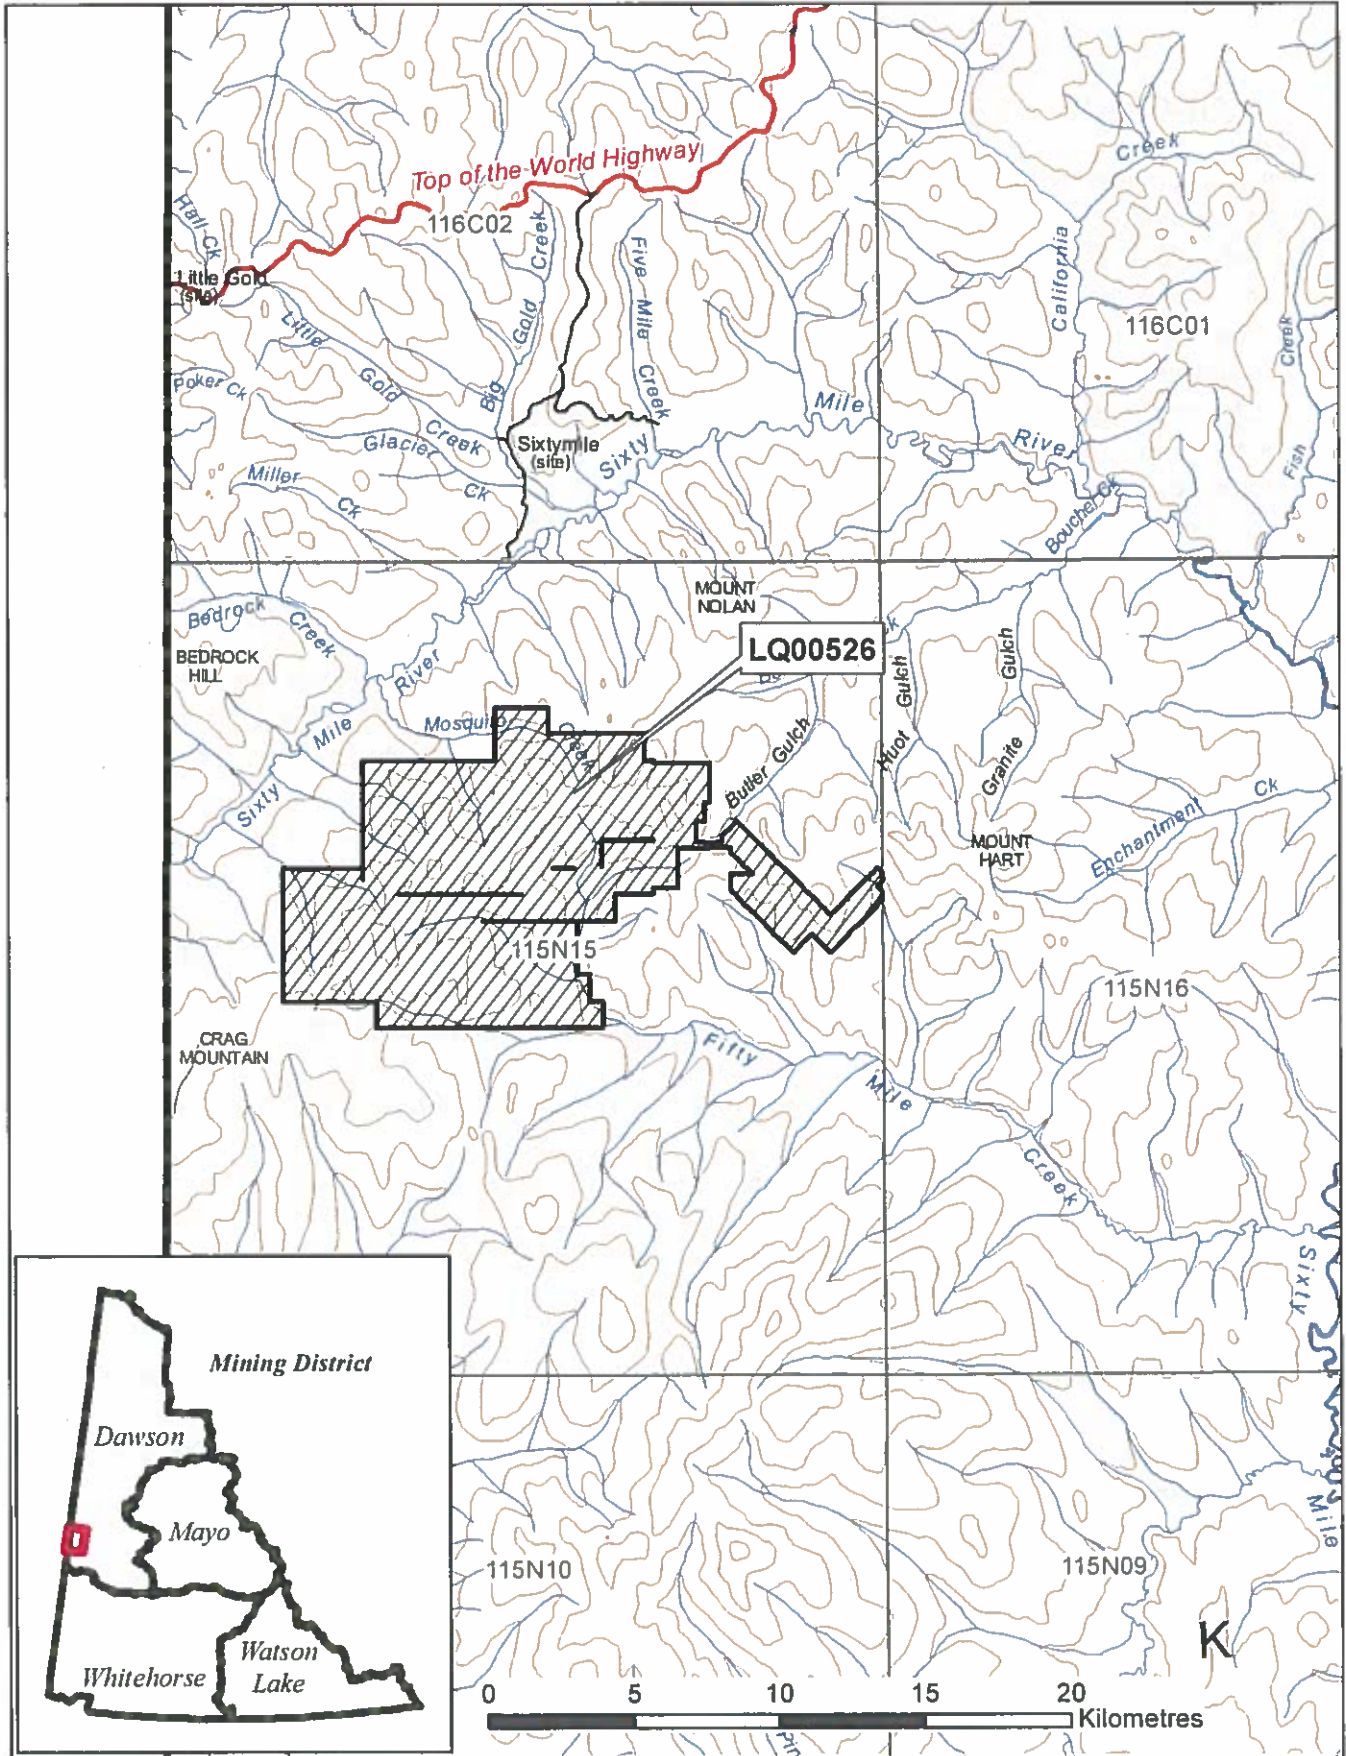 Top of the World Highway
116C02
Hall Ck
Little Gold
(site)
Creek
Big Gold Creek
Five Mile Creek
California
116C01
Creek
Fish
Little Gold Creek
Poker Ck
Glacier Ck
Miller Ck
Sixtymile
(site)
Sixty Mile River
Boucher Ck
MOUNT
NOLAN
LQ00526
Bedrock Creek
BEDROCK
HILL
Sixty Mile River
Mosquito Creek
Butler Gulch
Huot Gulch
Granite Gulch
MOUNT
HART
Enchantment Ck
115N15
115N16
CRAG
MOUNTAIN
Fifty Mile Creek
Sixty Mile
Mining District
Dawson
Mayo
Whitehorse
Watson
Lake
115N10
115N09
K
0 5 10 15 20
Kilometres